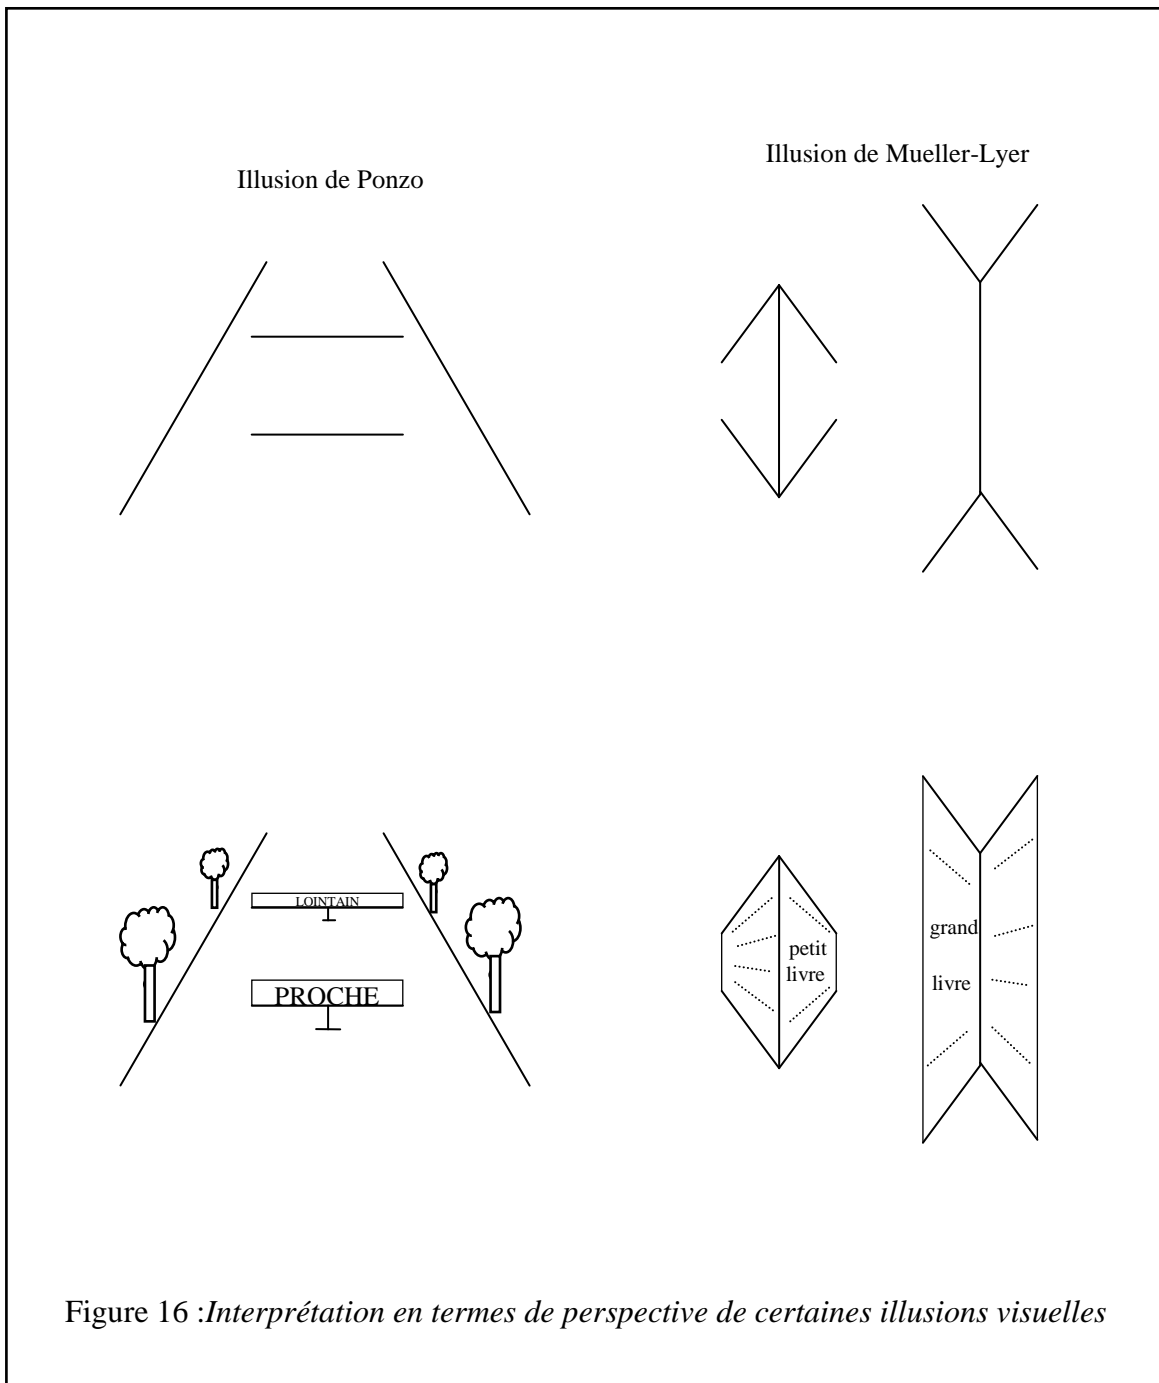 Illusion de Ponzo
Illusion de Mueller-Lyer
LOINTAIN
PROCHE
petit
livre
grand
livre
Figure 16 :Interprétation en termes de perspective de certaines illusions visuelles